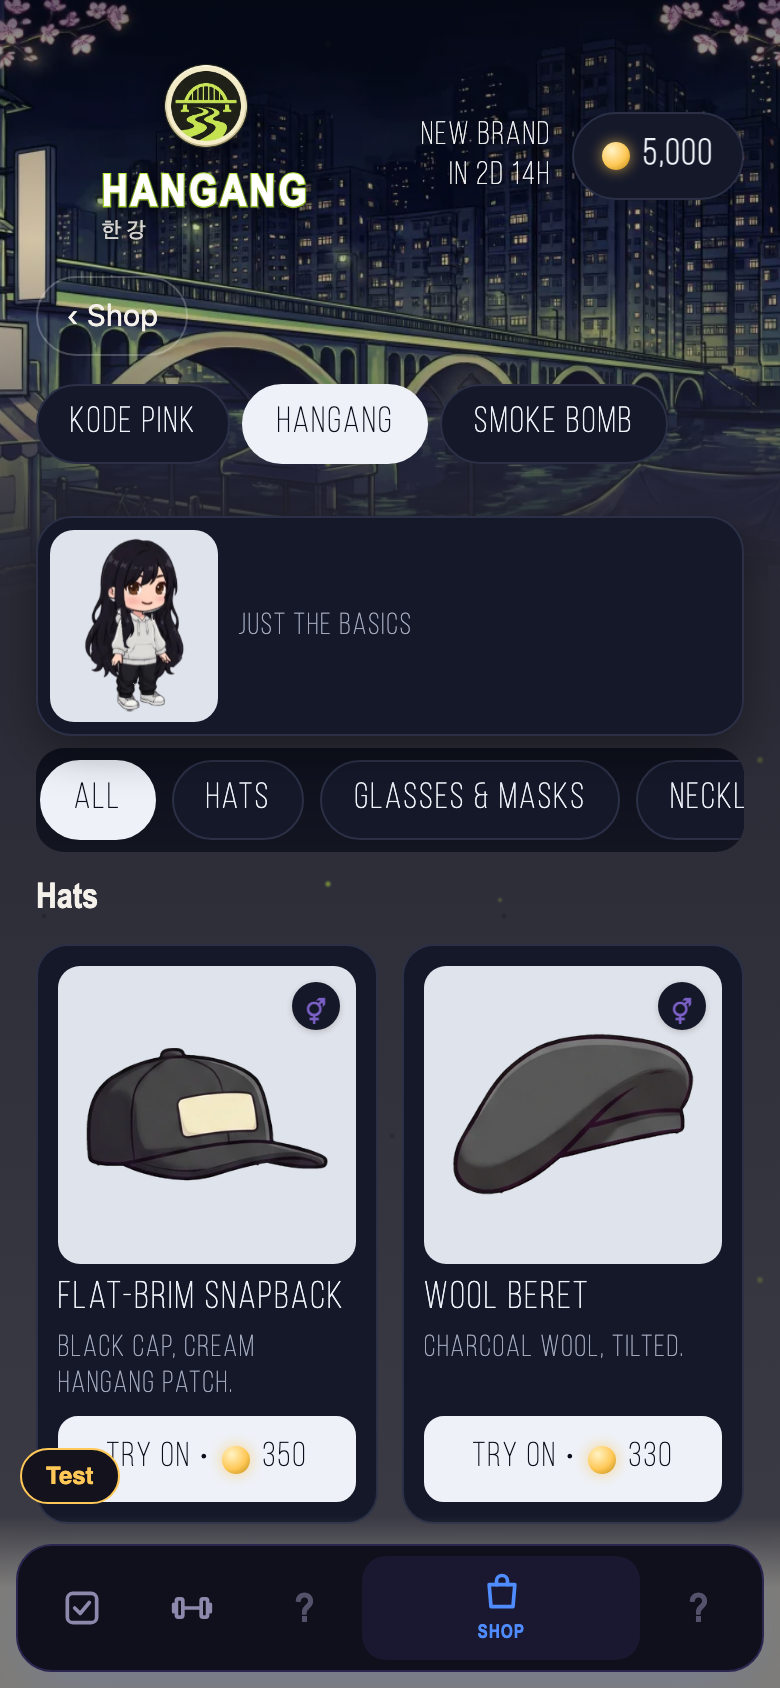 HANGANG
한강
NEW BRAND
IN 2D 14H
5,000
‹ Shop
KODE PINK
HANGANG
SMOKE BOMB
JUST THE BASICS
ALL
HATS
GLASSES & MASKS
NECKL
Hats
FLAT-BRIM SNAPBACK
BLACK CAP, CREAM
HANGANG PATCH.
TRY ON • 350
WOOL BERET
CHARCOAL WOOL, TILTED.
TRY ON • 330
Test
?
SHOP
?